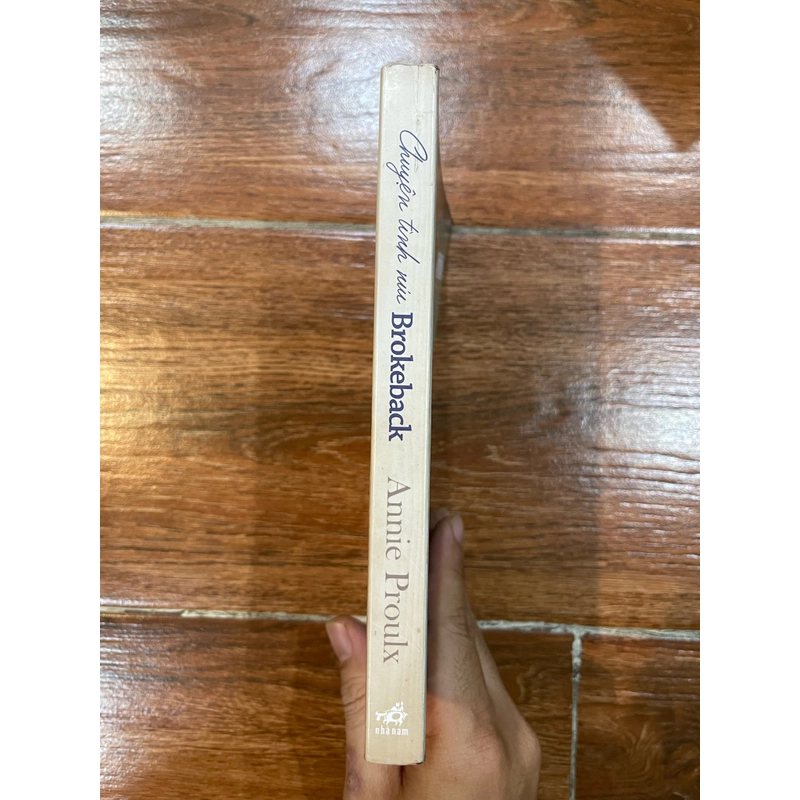 Chuyện tình núi Brokeback
Annie Proulx
nhã nam